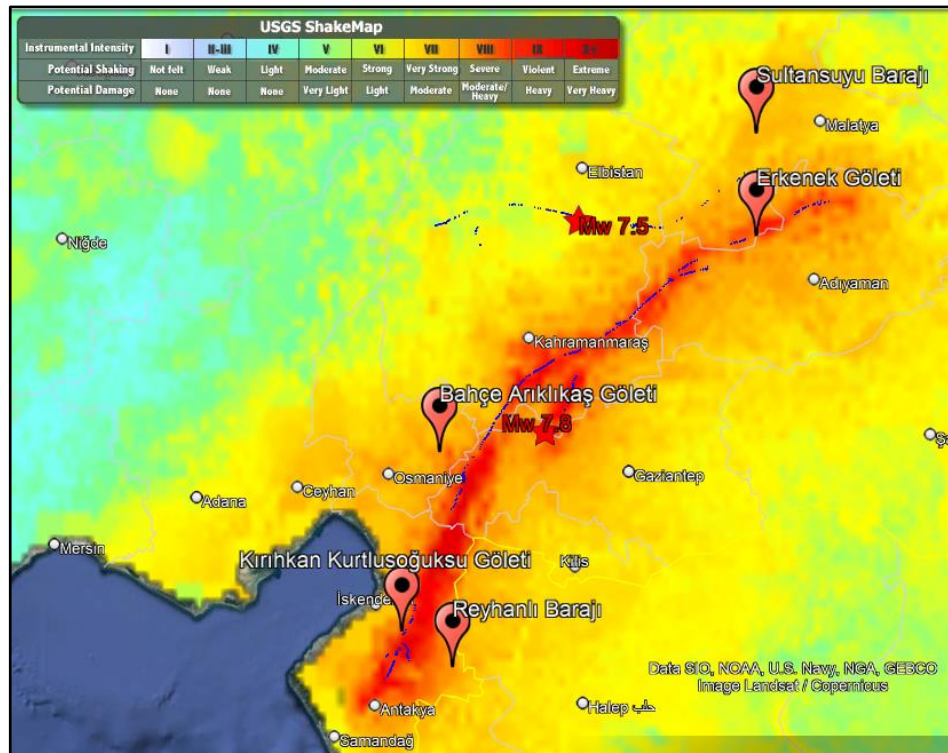 USGS ShakeMap
Instrumental Intensity I II-III IV V VI VII VIII IX X+
Potential Shaking Not felt Weak Light Moderate Strong Very Strong Severe Violent Extreme
Potential Damage None None None Very Light Light Moderate Moderate/Heavy Heavy Very Heavy
Sultansuyu Barajı
Malatya
Elbistan
Erkenek Göleti
Mw 7.5
Niğde
Adıyaman
Kahramanmaraş
Bahçe Arıklıkaş Göleti
Mw 7.8
Şa
Osmaniye
Gaziantep
Ceyhan
Adana
Mersin
Kırıhkan Kurtlusoğuksu Göleti
Kilis
İskende
Reyhanlı Barajı
Data SIO, NOAA, U.S. Navy, NGA, GEBCO
Image Landsat / Copernicus
Antakya
Halep حلب
Samandağ